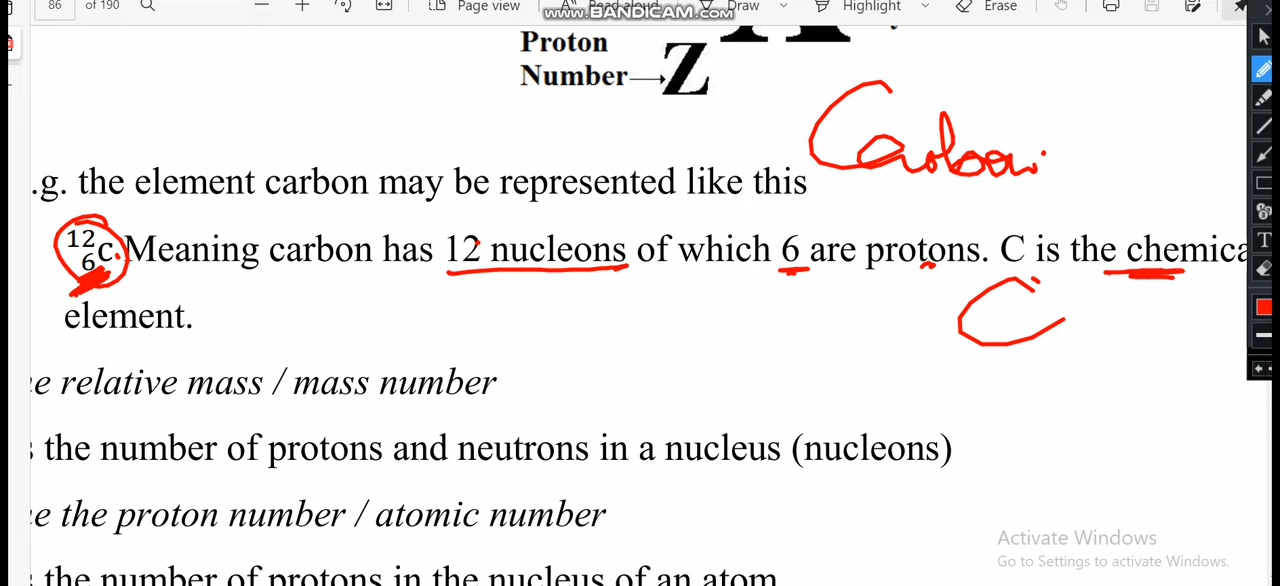 86 of 190 Page view Read aloud Draw Highlight Erase
www.BANDICAM.com
Proton
Number → Z
Carbon
.g. the element carbon may be represented like this
12 6 c. Meaning carbon has 12 nucleons of which 6 are protons. C is the chemica
C
element.
e relative mass / mass number
the number of protons and neutrons in a nucleus (nucleons)
e the proton number / atomic number
the number of protons in the nucleus of an atom
Activate Windows
Go to Settings to activate Windows.